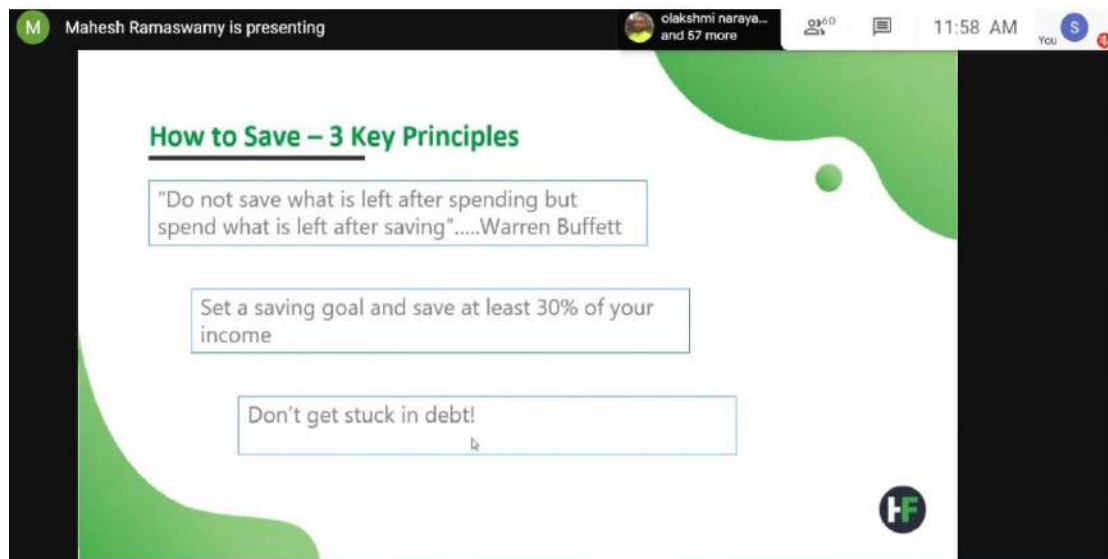 M
Mahesh Ramaswamy is presenting
olakshmi naraya...
and 57 more
60
11:58 AM
You
S
How to Save – 3 Key Principles
"Do not save what is left after spending but
spend what is left after saving".....Warren Buffett
Set a saving goal and save at least 30% of your
income
Don't get stuck in debt!
HF